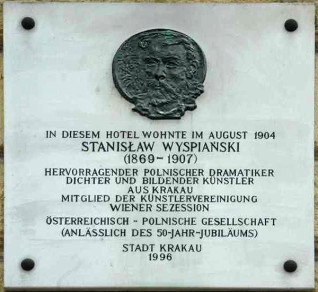 IN DIESEM HOTEL WOHNTE IM AUGUST 1904
STANISŁAW WYSPIAŃSKI
(1869-1907)
HERVORRAGENDER POLNISCHER DRAMATIKER
DICHTER UND BILDENDER KÜNSTLER
AUS KRAKAU
MITGLIED DER KÜNSTLERVEREINIGUNG
WIENER SEZESSION
ÖSTERREICHISCH - POLNISCHE GESELLSCHAFT
(ANLÄSSLICH DES 50-JAHR-JUBILÄUMS)
STADT KRAKAU
1996